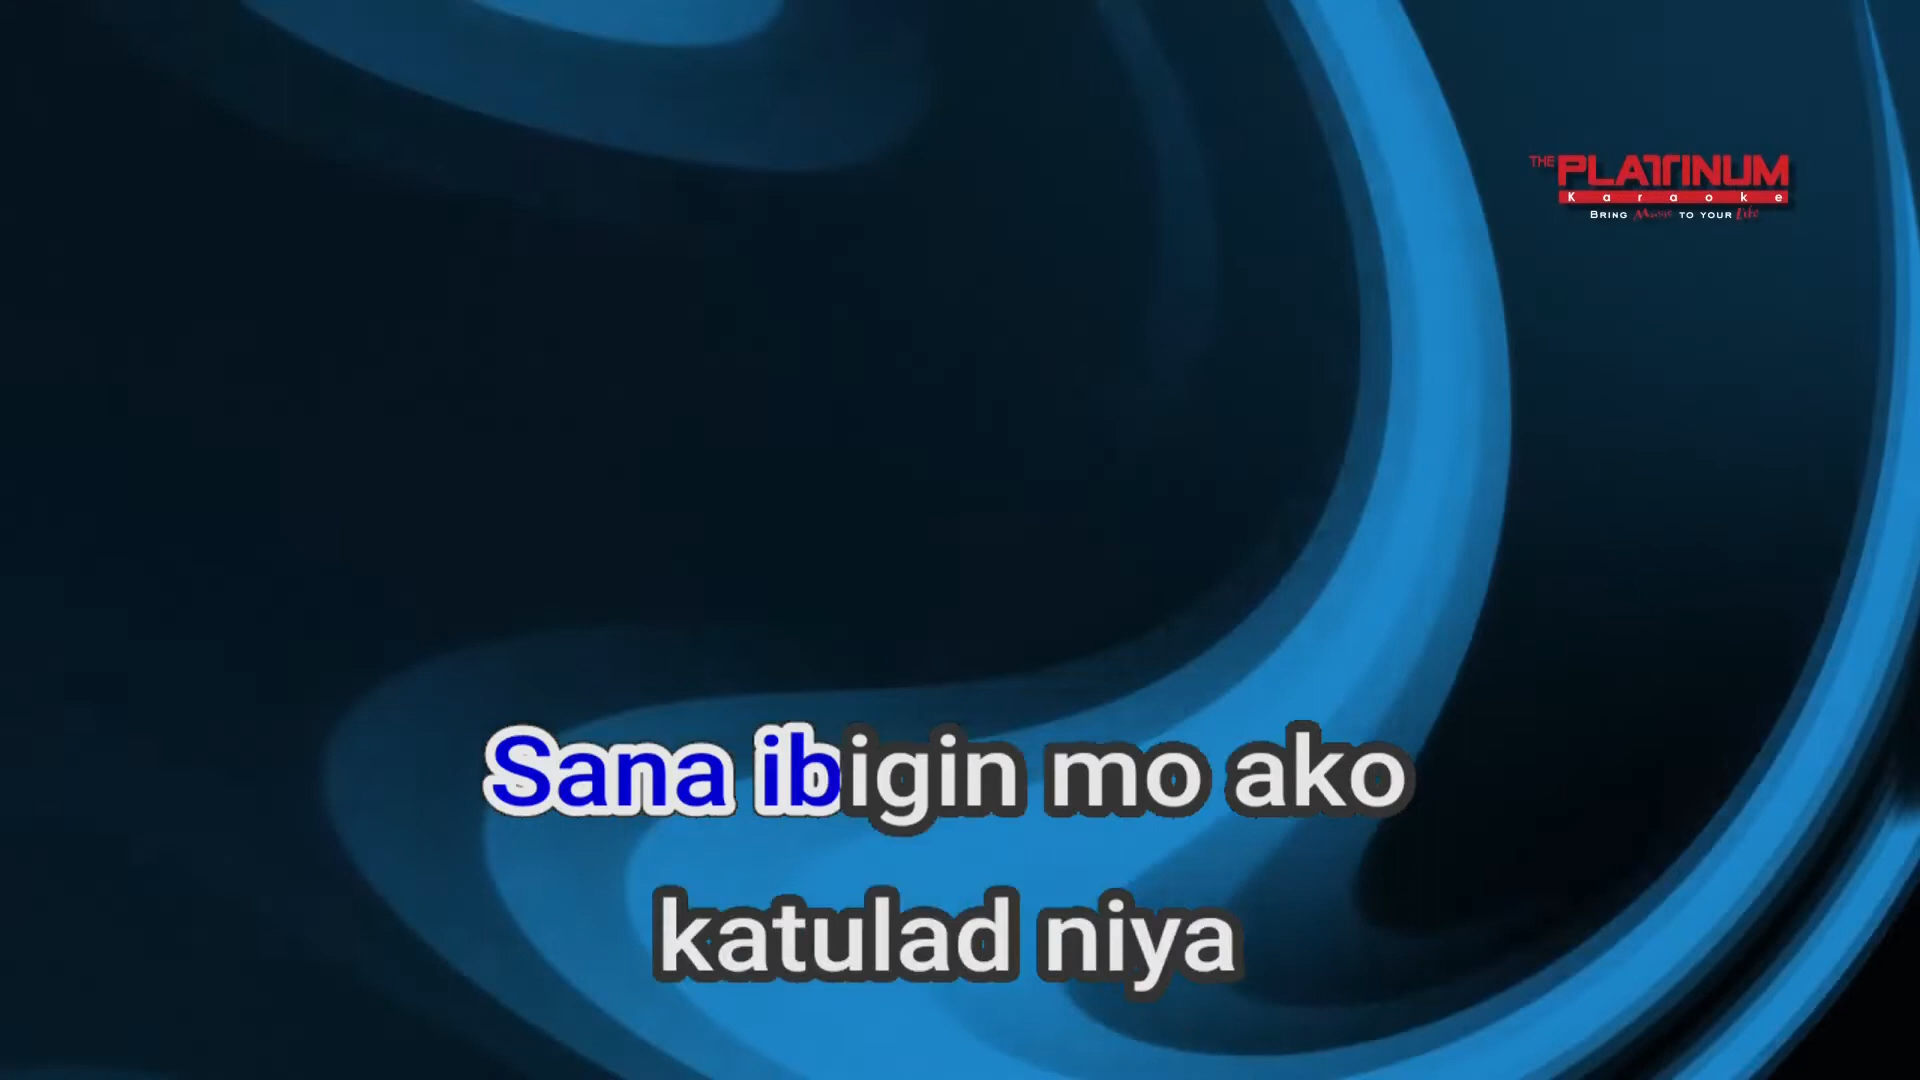 THE PLATINUM
Karaoke
BRING Music TO YOUR Life
Sana ibigin mo ako
katulad niya